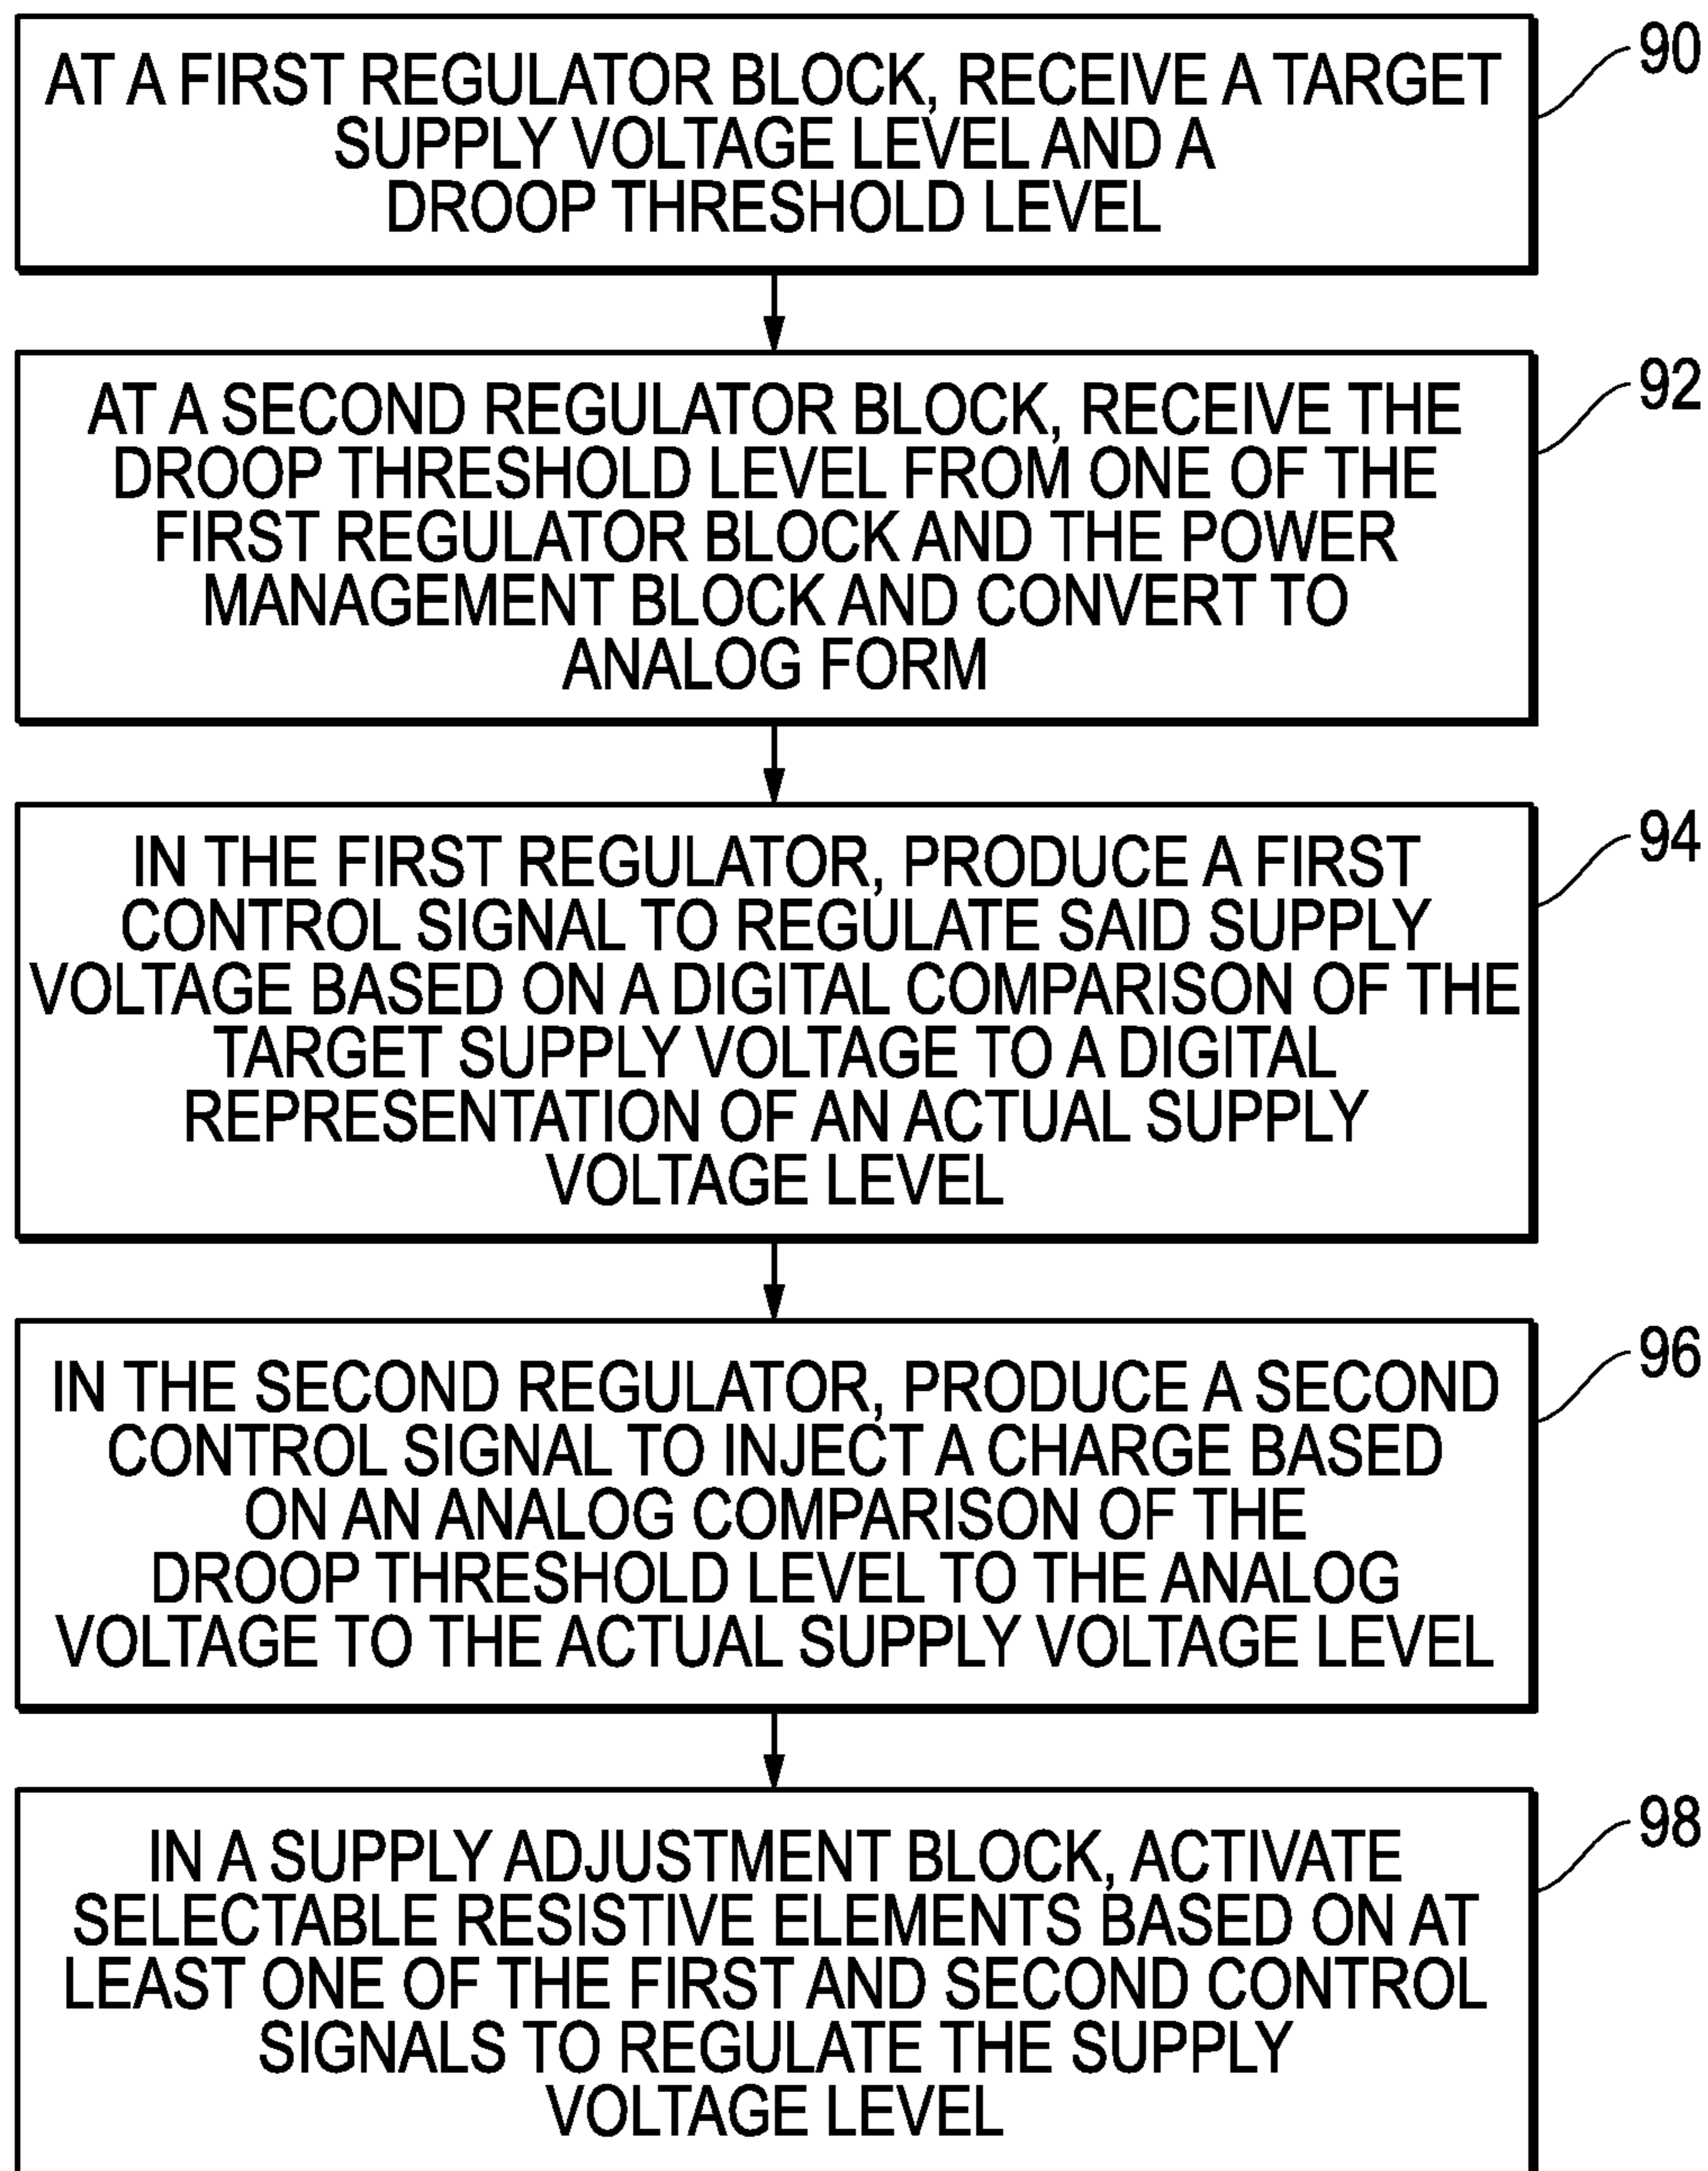 AT A FIRST REGULATOR BLOCK, RECEIVE A TARGET
SUPPLY VOLTAGE LEVEL AND A
DROOP THRESHOLD LEVEL
90
AT A SECOND REGULATOR BLOCK, RECEIVE THE
DROOP THRESHOLD LEVEL FROM ONE OF THE
FIRST REGULATOR BLOCK AND THE POWER
MANAGEMENT BLOCK AND CONVERT TO
ANALOG FORM
92
IN THE FIRST REGULATOR, PRODUCE A FIRST
CONTROL SIGNAL TO REGULATE SAID SUPPLY
VOLTAGE BASED ON A DIGITAL COMPARISON OF THE
TARGET SUPPLY VOLTAGE TO A DIGITAL
REPRESENTATION OF AN ACTUAL SUPPLY
VOLTAGE LEVEL
94
IN THE SECOND REGULATOR, PRODUCE A SECOND
CONTROL SIGNAL TO INJECT A CHARGE BASED
ON AN ANALOG COMPARISON OF THE
DROOP THRESHOLD LEVEL TO THE ANALOG
VOLTAGE TO THE ACTUAL SUPPLY VOLTAGE LEVEL
96
IN A SUPPLY ADJUSTMENT BLOCK, ACTIVATE
SELECTABLE RESISTIVE ELEMENTS BASED ON AT
LEAST ONE OF THE FIRST AND SECOND CONTROL
SIGNALS TO REGULATE THE SUPPLY
VOLTAGE LEVEL
98